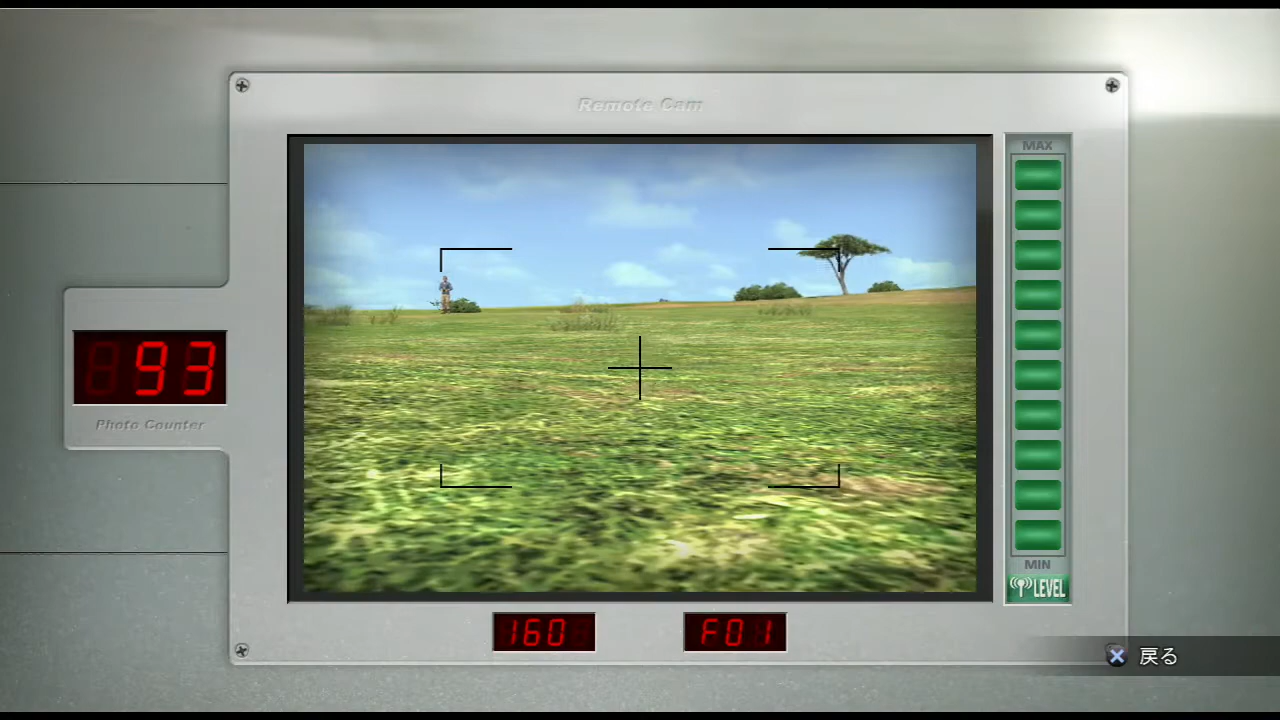 Remote Cam
MAX
93
Photo Counter
MIN
LEVEL
160
F01
戻る